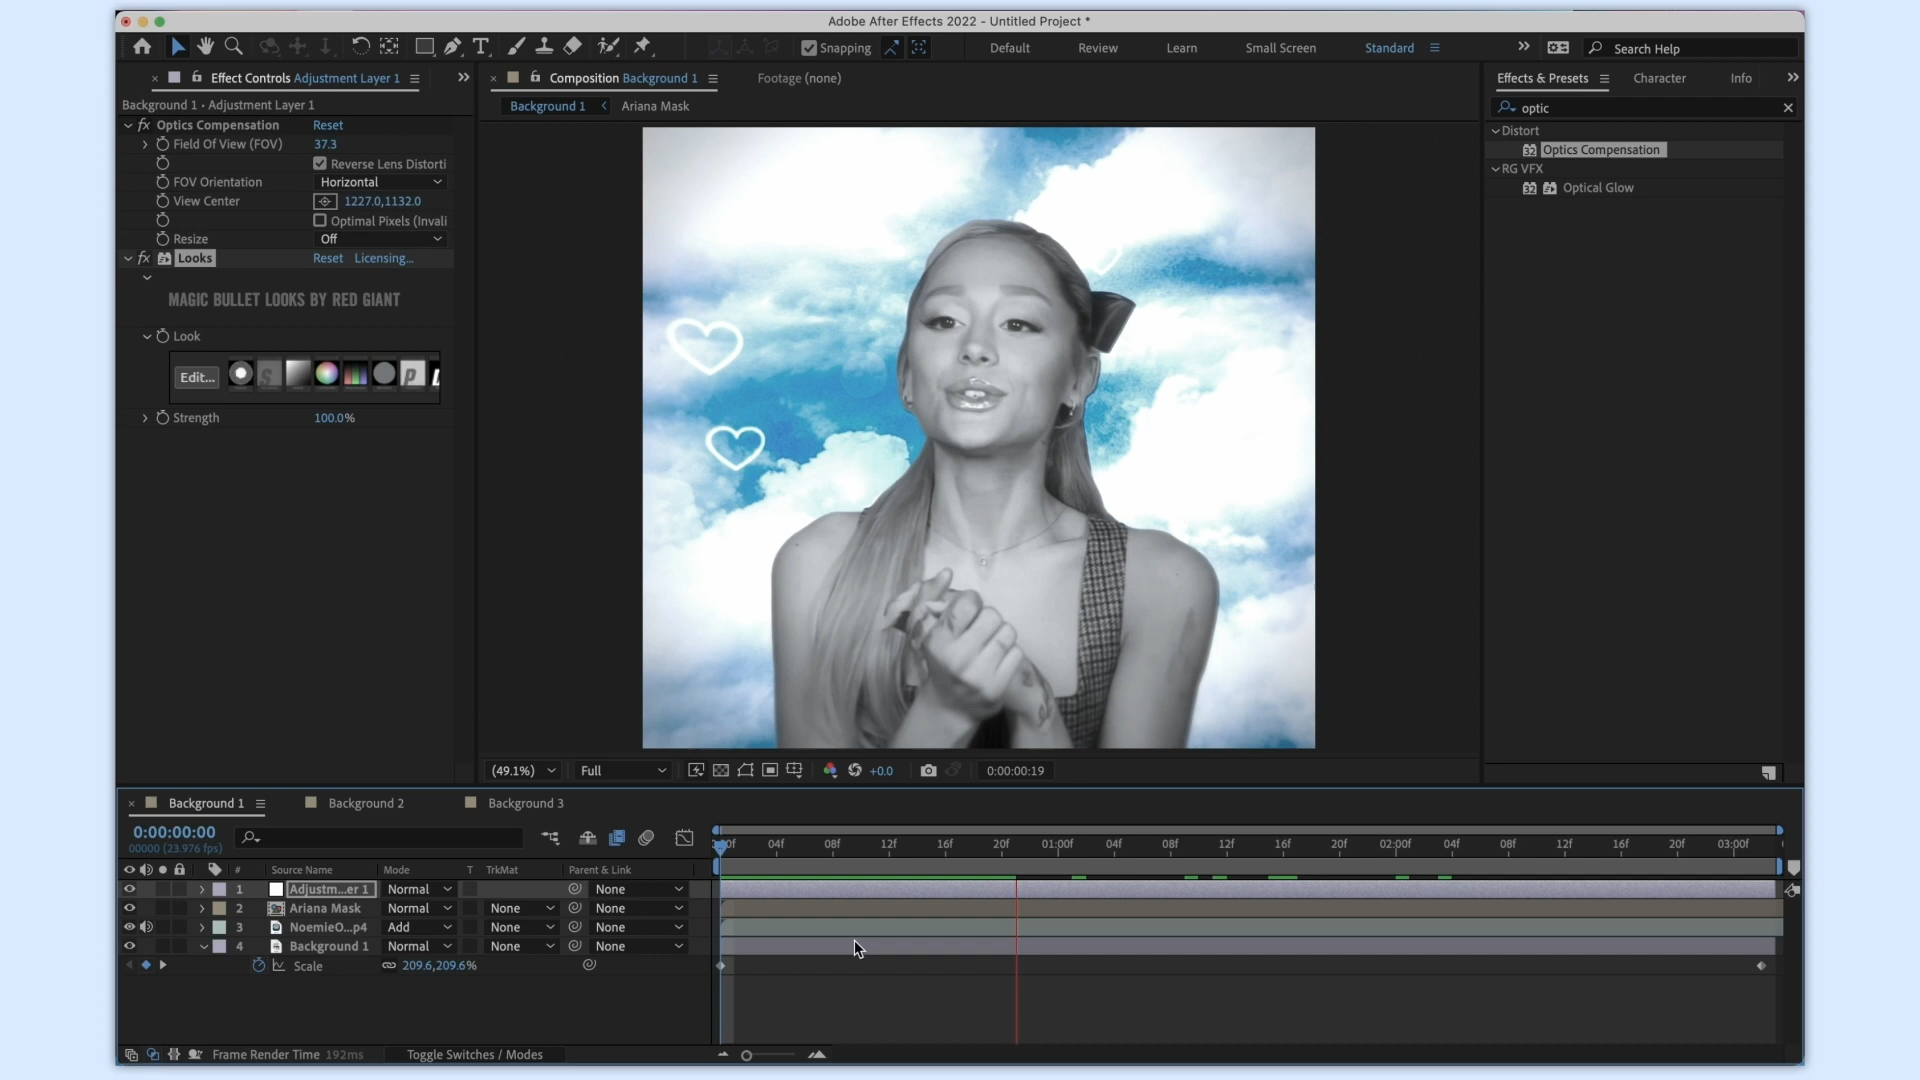 Adobe After Effects 2022 - Untitled Project *
Snapping
Default
Review
Learn
Small Screen
Standard
Search Help
Effect Controls Adjustment Layer 1
Composition Background 1
Footage (none)
Effects & Presets
Character
Info
Background 1 • Adjustment Layer 1
Background 1
Ariana Mask
optic
fx Optics Compensation Reset
Field Of View (FOV) 37.3
Reverse Lens Distorti
FOV Orientation Horizontal
View Center 1227.0,1132.0
Optimal Pixels (Invali
Resize Off
fx Looks Reset Licensing...
MAGIC BULLET LOOKS BY RED GIANT
Look
Edit...
Strength 100.0%
Distort
Optics Compensation
RG VFX
Optical Glow
(49.1%) Full +0.0 0:00:00:19
Background 1
Background 2
Background 3
0:00:00:00
00000 (23.976 fps)
04f 08f 12f 16f 20f 01:00f 04f 08f 12f 16f 20f 02:00f 04f 08f 12f 16f 20f 03:00f
# Source Name Mode T TrkMat Parent & Link
1 Adjustm...er 1 Normal None
2 Ariana Mask Normal None None
3 NoemieO...p4 Add None None
4 Background 1 Normal None None
Scale 209.6,209.6%
Frame Render Time 192ms
Toggle Switches / Modes